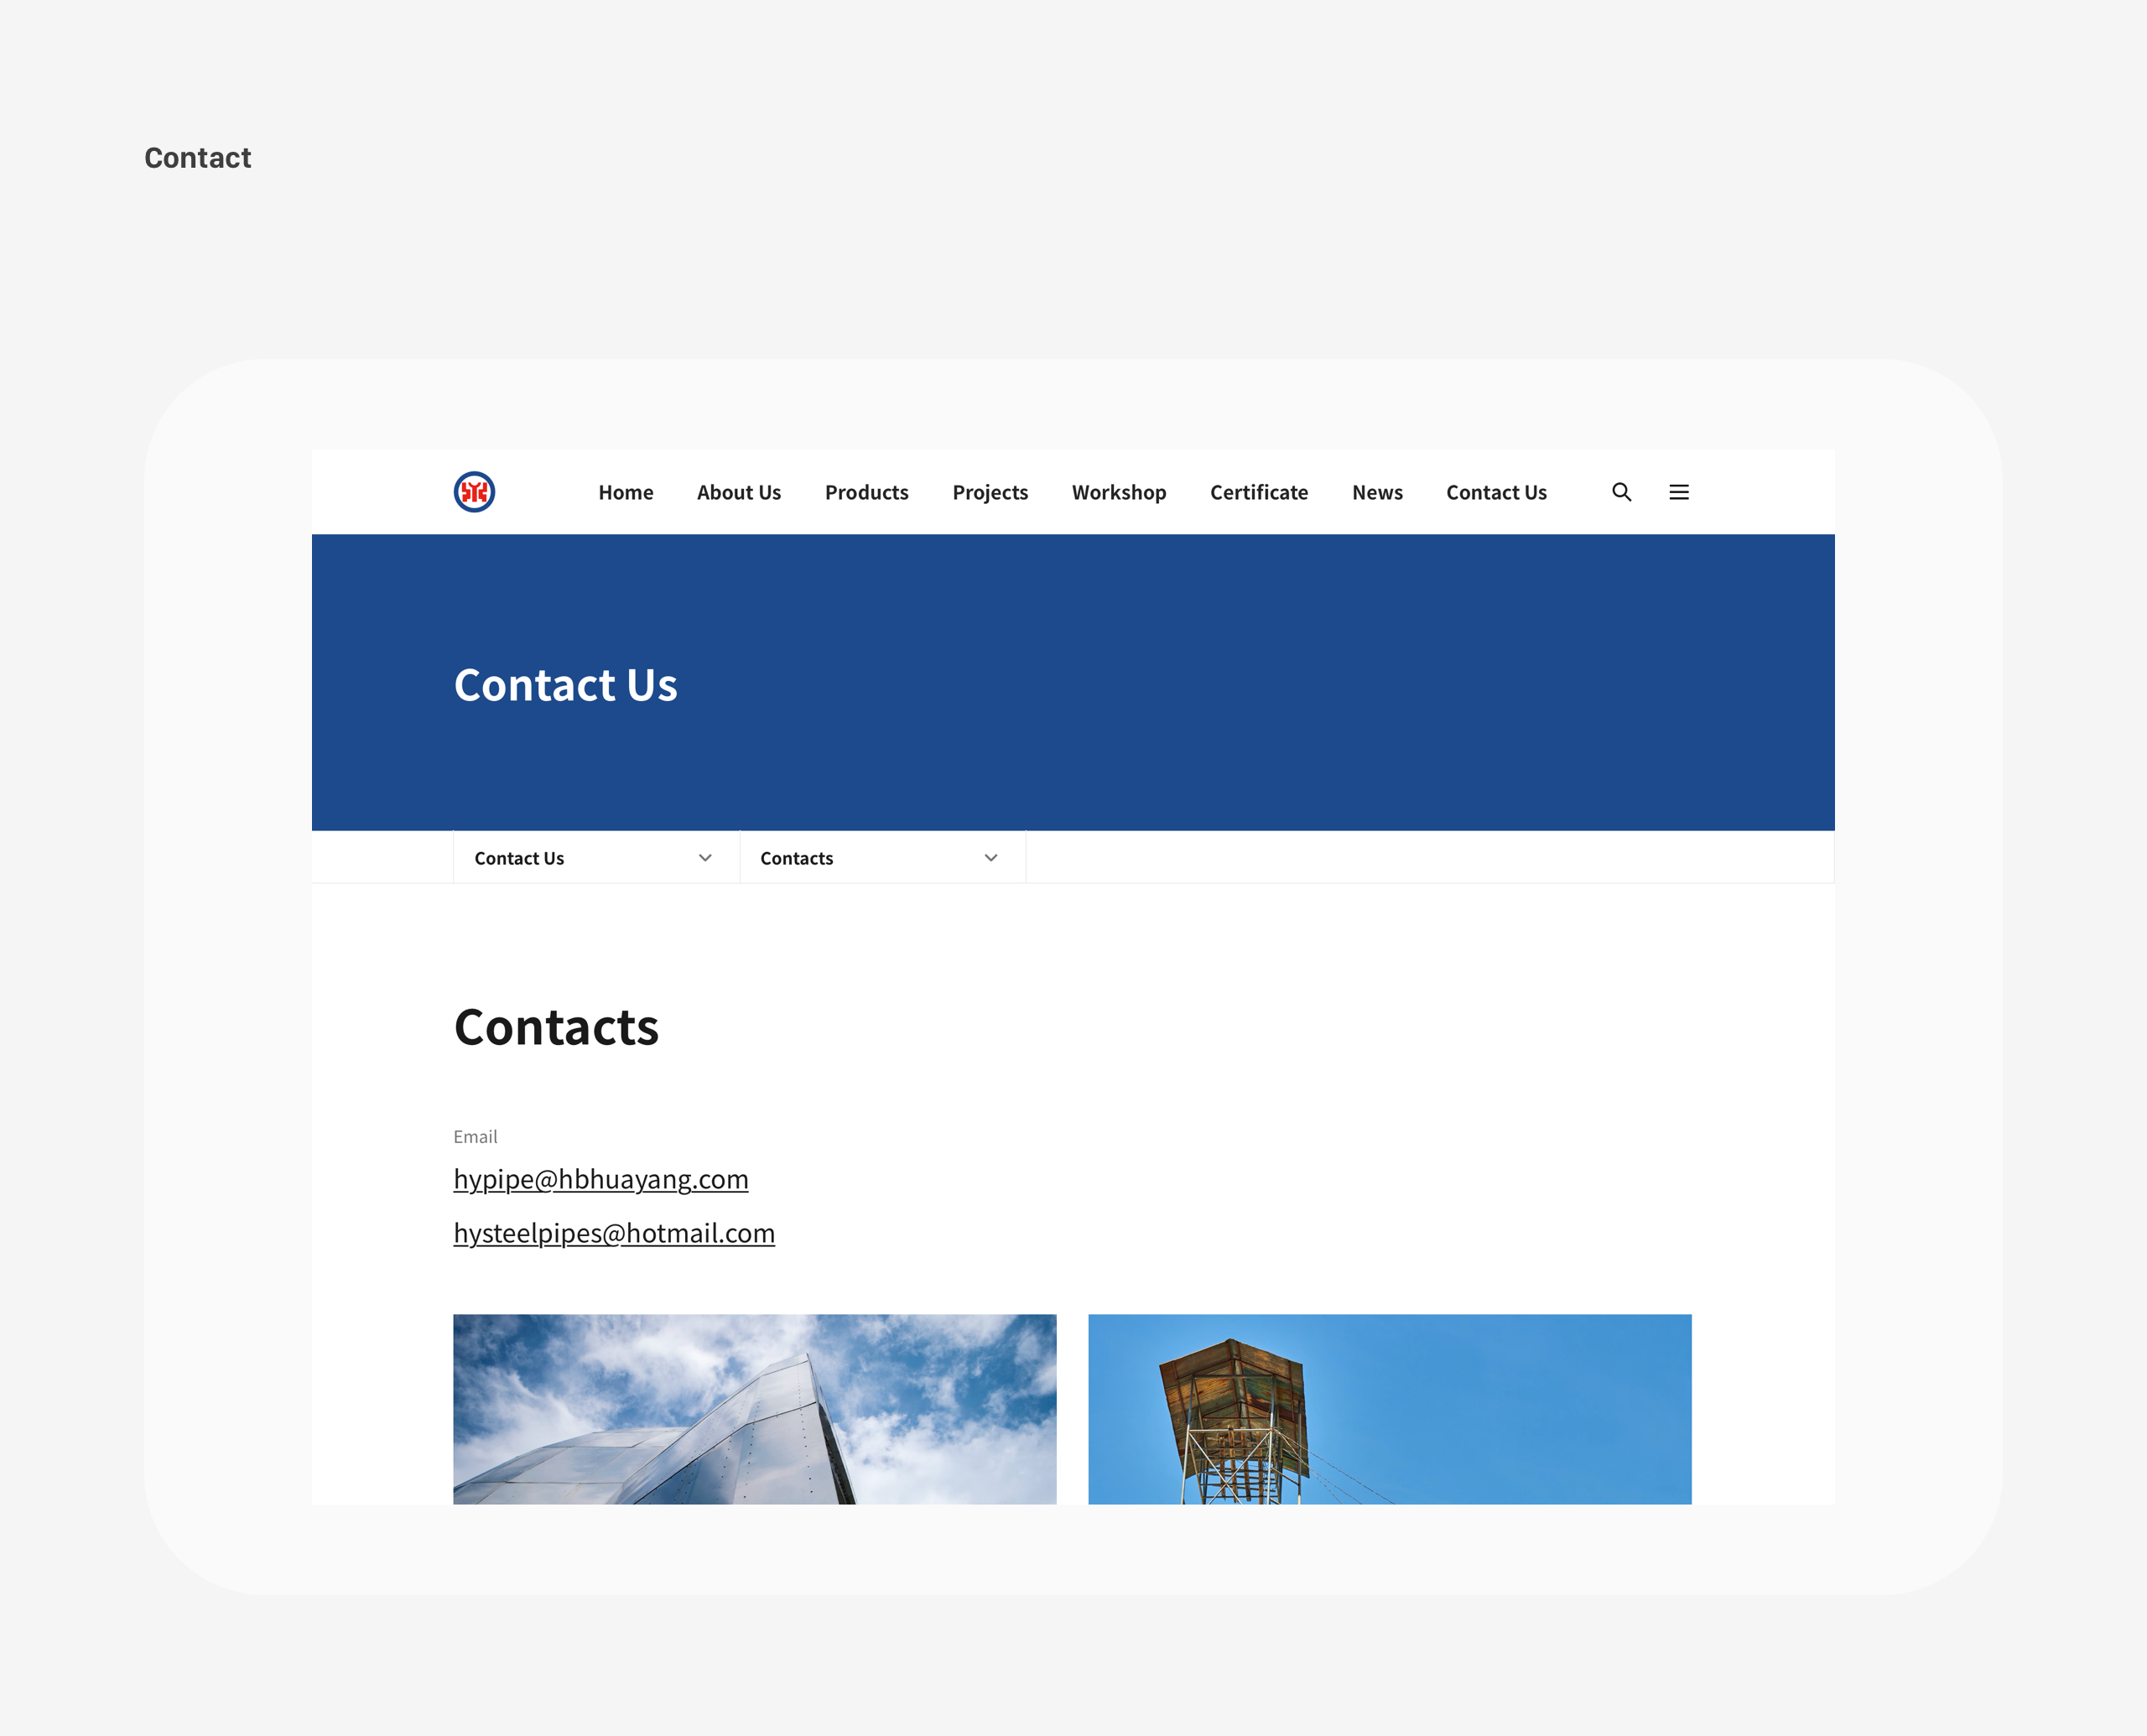 Contact
Home About Us Products Projects Workshop Certificate News Contact Us
Contact Us
Contact Us Contacts
Contacts
Email
hypipe@hbhuayang.com
hysteelpipes@hotmail.com